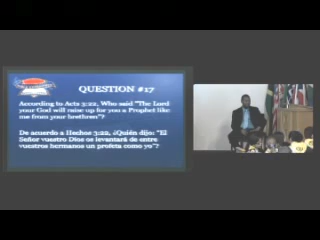 QUESTION #17
According to Acts 3:22, Who said "The Lord
your God will raise up for you a Prophet like
me from your brethren"?
De acuerdo a Hechos 3:22, ¿Quién dijo: "El
Señor vuestro Dios os levantará de entre
vuestros hermanos un profeta como yo"?